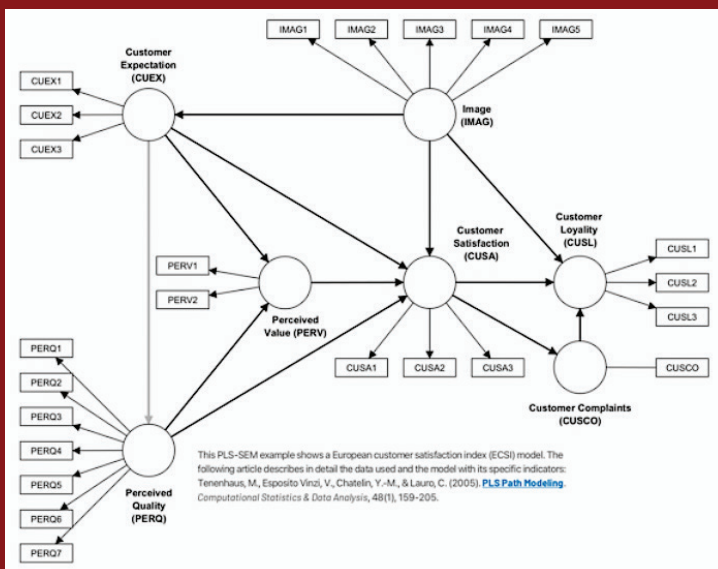 IMAG1
IMAG2
IMAG3
IMAG4
IMAG5
Customer
Expectation
(CUEX)
CUEX1
CUEX2
CUEX3
Image
(IMAG)
Customer
Satisfaction
(CUSA)
Customer
Loyality
(CUSL)
CUSL1
CUSL2
CUSL3
PERV1
PERV2
Perceived
Value (PERV)
CUSA1
CUSA2
CUSA3
CUSCO
Customer Complaints
(CUSCO)
PERQ1
PERQ2
PERQ3
PERQ4
PERQ5
PERQ6
PERQ7
Perceived
Quality
(PERQ)
This PLS-SEM example shows a European customer satisfaction index (ECSI) model. The
following article describes in detail the data used and the model with its specific indicators:
Tenenhaus, M., Esposito Vinzi, V., Chatelin, Y.-M., & Lauro, C. (2005). PLS Path Modeling.
Computational Statistics & Data Analysis, 48(1), 159-205.